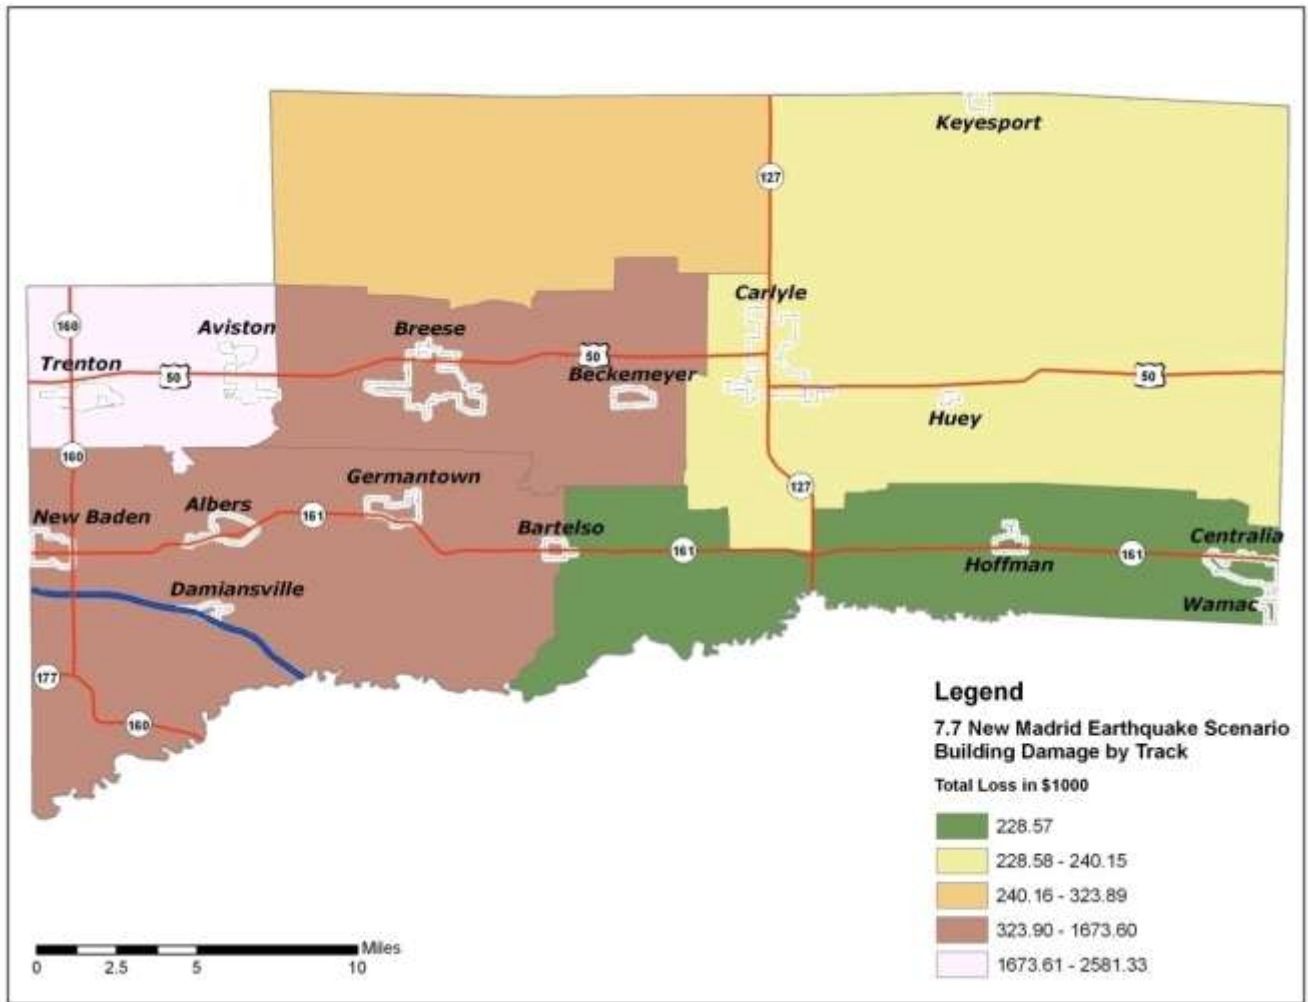 Keyesport
127
Carlyle
160
Aviston
Breese
50
Trenton
50
Beckemeyer
50
Huey
160
Germantown
127
New Baden
Albers
161
Bartelso
161
Hoffman
161
Centralia
Damiansville
Wamac
177
160
Legend
7.7 New Madrid Earthquake Scenario
Building Damage by Track
Total Loss in $1000
228.57
228.58 - 240.15
240.16 - 323.89
323.90 - 1673.60
1673.61 - 2581.33
Miles
0 2.5 5 10